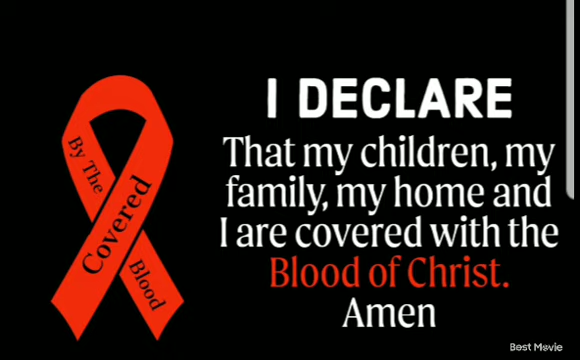 By The
Covered
Blood
I DECLARE
That my children, my
family, my home and
I are covered with the
Blood of Christ.
Amen
Best Movie